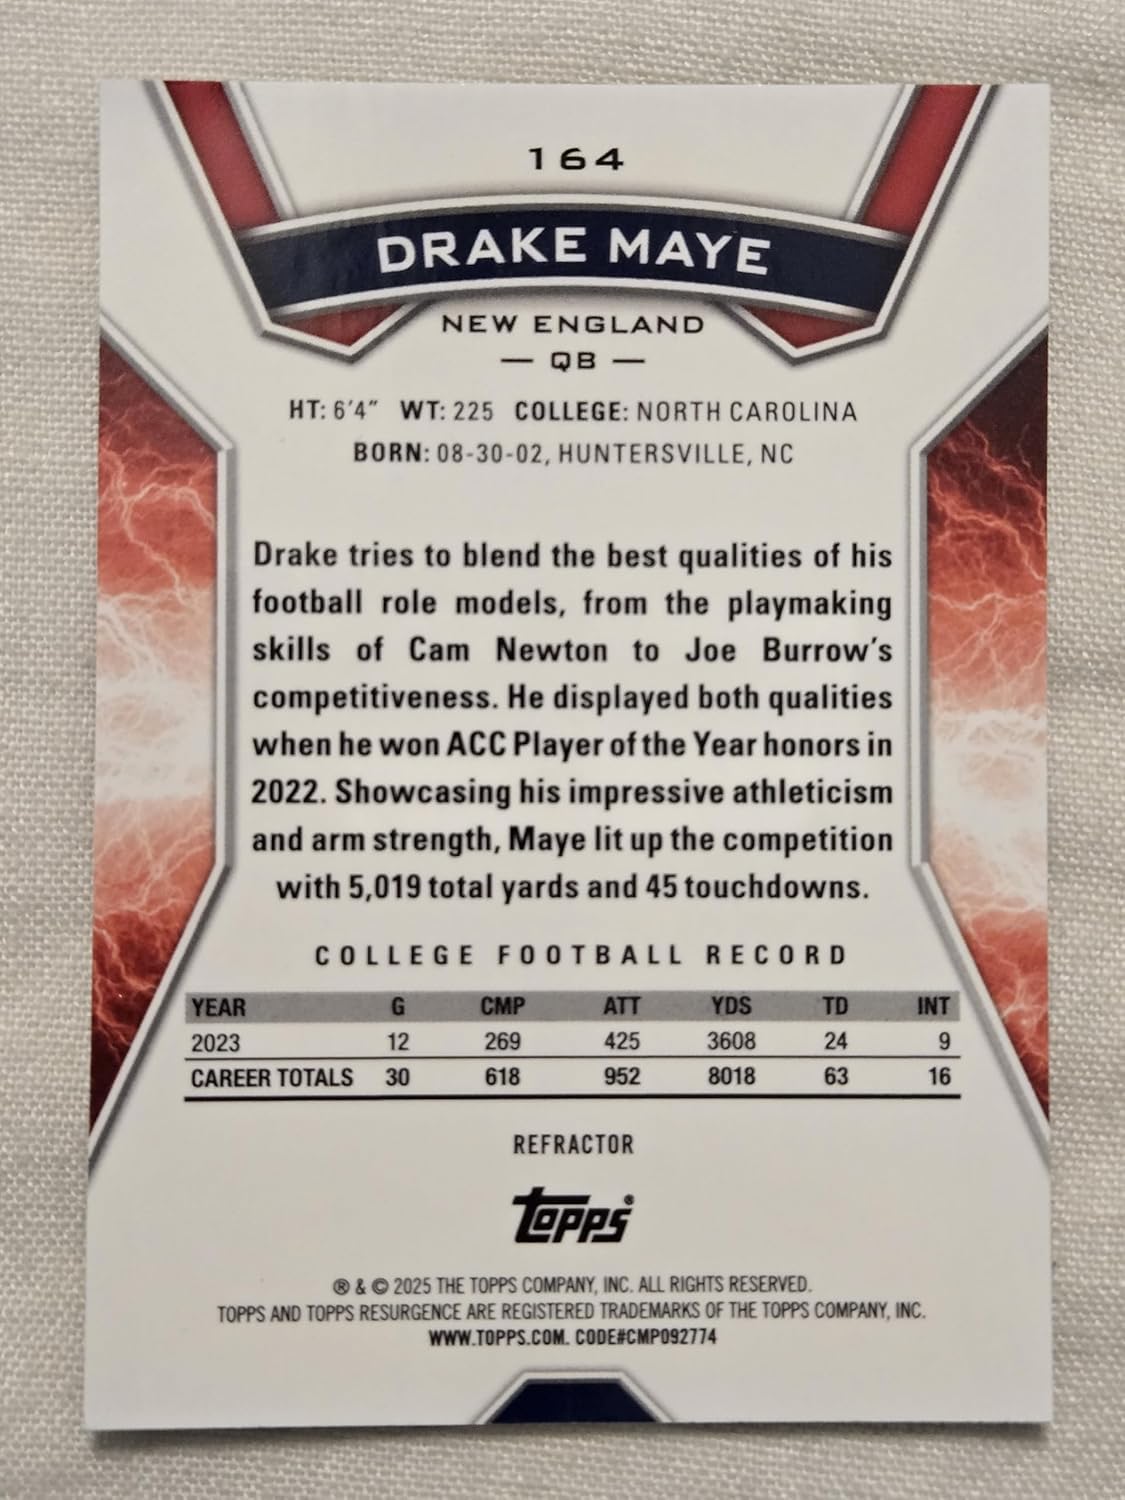 164
DRAKE MAYE
NEW ENGLAND
— QB —
HT: 6'4" WT: 225 COLLEGE: NORTH CAROLINA
BORN: 08-30-02, HUNTERSVILLE, NC
Drake tries to blend the best qualities of his
football role models, from the playmaking
skills of Cam Newton to Joe Burrow's
competitiveness. He displayed both qualities
when he won ACC Player of the Year honors in
2022. Showcasing his impressive athleticism
and arm strength, Maye lit up the competition
with 5,019 total yards and 45 touchdowns.
COLLEGE FOOTBALL RECORD
YEAR G CMP ATT YDS TD INT
2023 12 269 425 3608 24 9
CAREER TOTALS 30 618 952 8018 63 16
REFRACTOR
topps®
® & © 2025 THE TOPPS COMPANY, INC. ALL RIGHTS RESERVED.
TOPPS AND TOPPS RESURGENCE ARE REGISTERED TRADEMARKS OF THE TOPPS COMPANY, INC.
WWW.TOPPS.COM. CODE#CMP092774